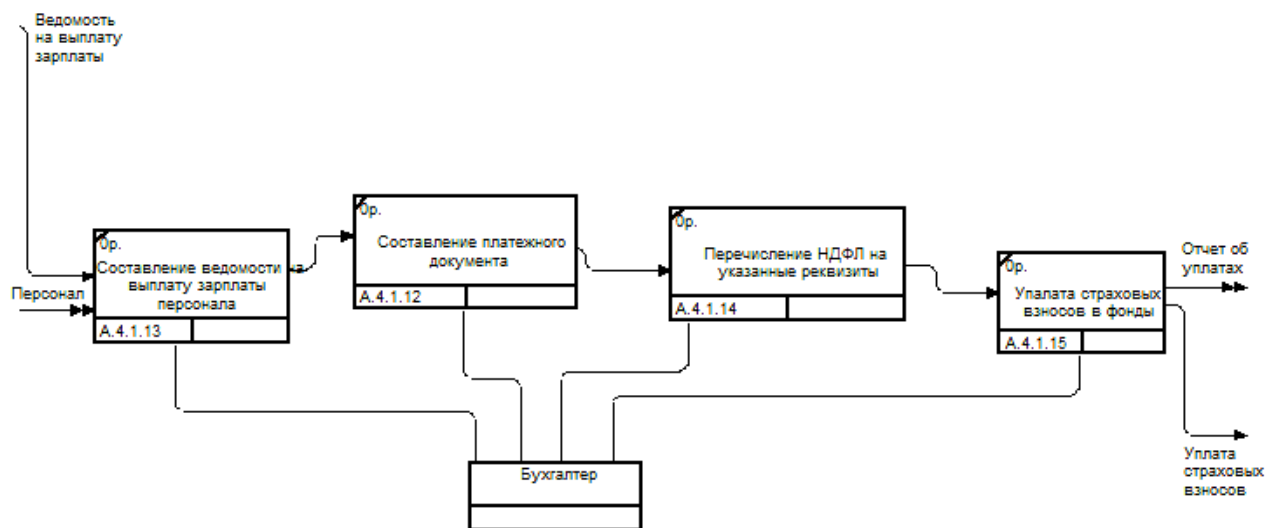 Ведомость
на выплату
зарплаты
Персонал
0р.
Составление ведомости на
выплату зарплаты
персонала
А.4.1.13
0р.
Составление платежного
документа
А.4.1.12
0р.
Перечисление НДФЛ на
указанные реквизиты
А.4.1.14
0р.
Упалата страховых
взносов в фонды
А.4.1.15
Отчет об
уплатах
Уплата
страховых
взносов
Бухгалтер